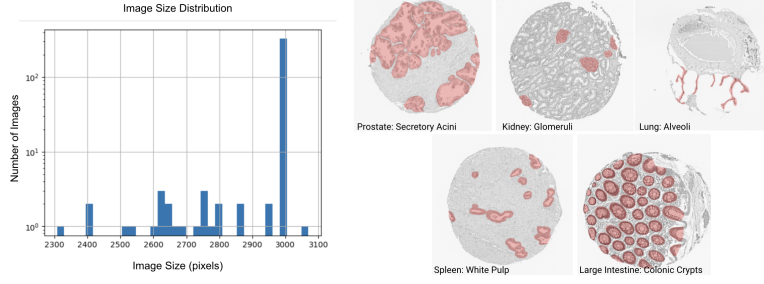 Image Size Distribution
Number of Images
10²
10¹
10⁰
2300 2400 2500 2600 2700 2800 2900 3000 3100
Image Size (pixels)
Prostate: Secretory Acini
Kidney: Glomeruli
Lung: Alveoli
Spleen: White Pulp
Large Intestine: Colonic Crypts